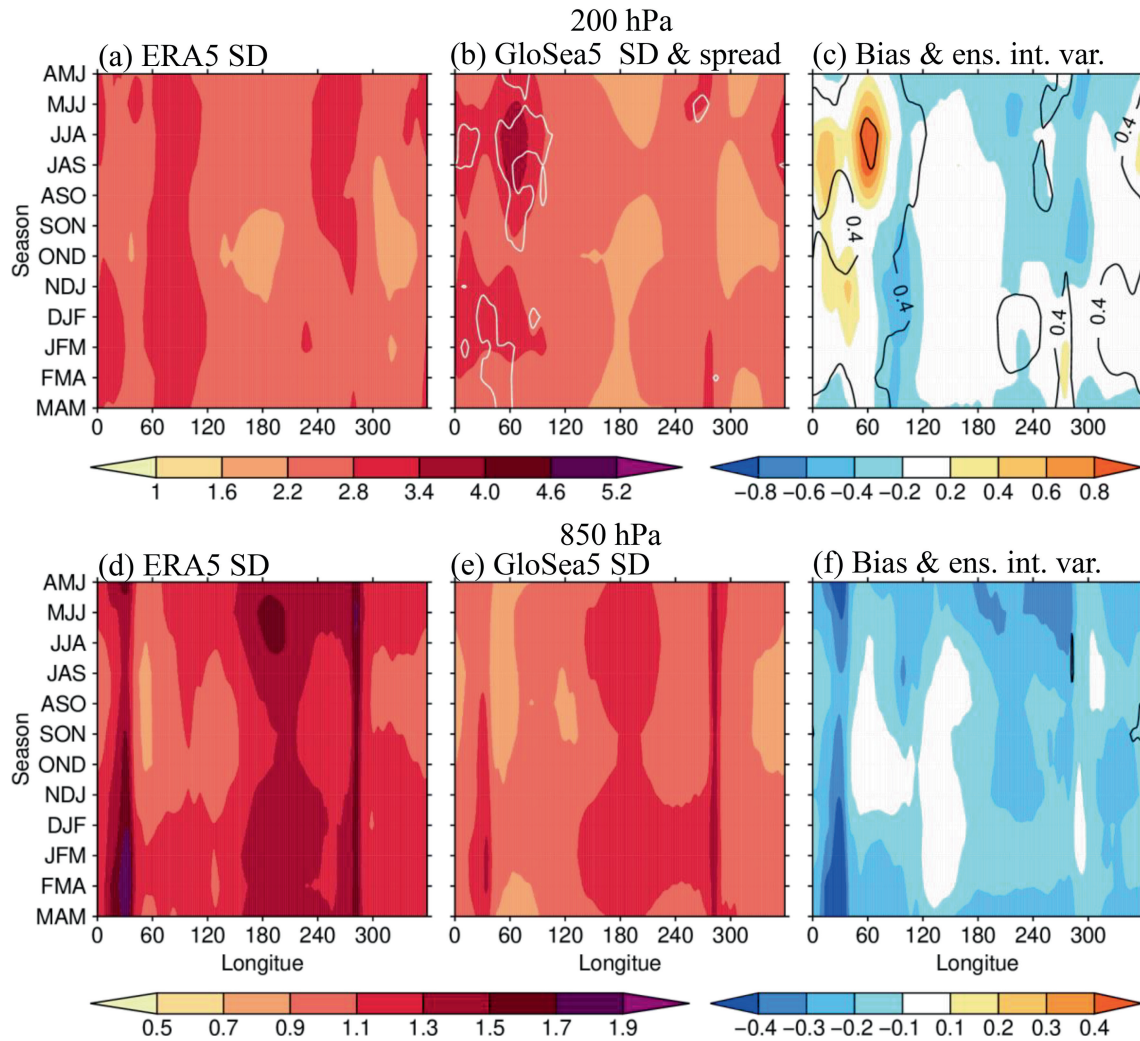 200 hPa
(a) ERA5 SD
(b) GloSea5 SD & spread
(c) Bias & ens. int. var.
Season
AMJ
MJJ
JJA
JAS
ASO
SON
OND
NDJ
DJF
JFM
FMA
MAM
0.4
0.4
0.4
0.4
0.4
0 60 120 180 240 300
0 60 120 180 240 300
0 60 120 180 240 300
1 1.6 2.2 2.8 3.4 4.0 4.6 5.2
−0.8 −0.6 −0.4 −0.2 0.2 0.4 0.6 0.8
850 hPa
(d) ERA5 SD
(e) GloSea5 SD
(f) Bias & ens. int. var.
Season
AMJ
MJJ
JJA
JAS
ASO
SON
OND
NDJ
DJF
JFM
FMA
MAM
0 60 120 180 240 300
0 60 120 180 240 300
0 60 120 180 240 300
Longitue
Longitue
Longitue
0.5 0.7 0.9 1.1 1.3 1.5 1.7 1.9
−0.4 −0.3 −0.2 −0.1 0.1 0.2 0.3 0.4